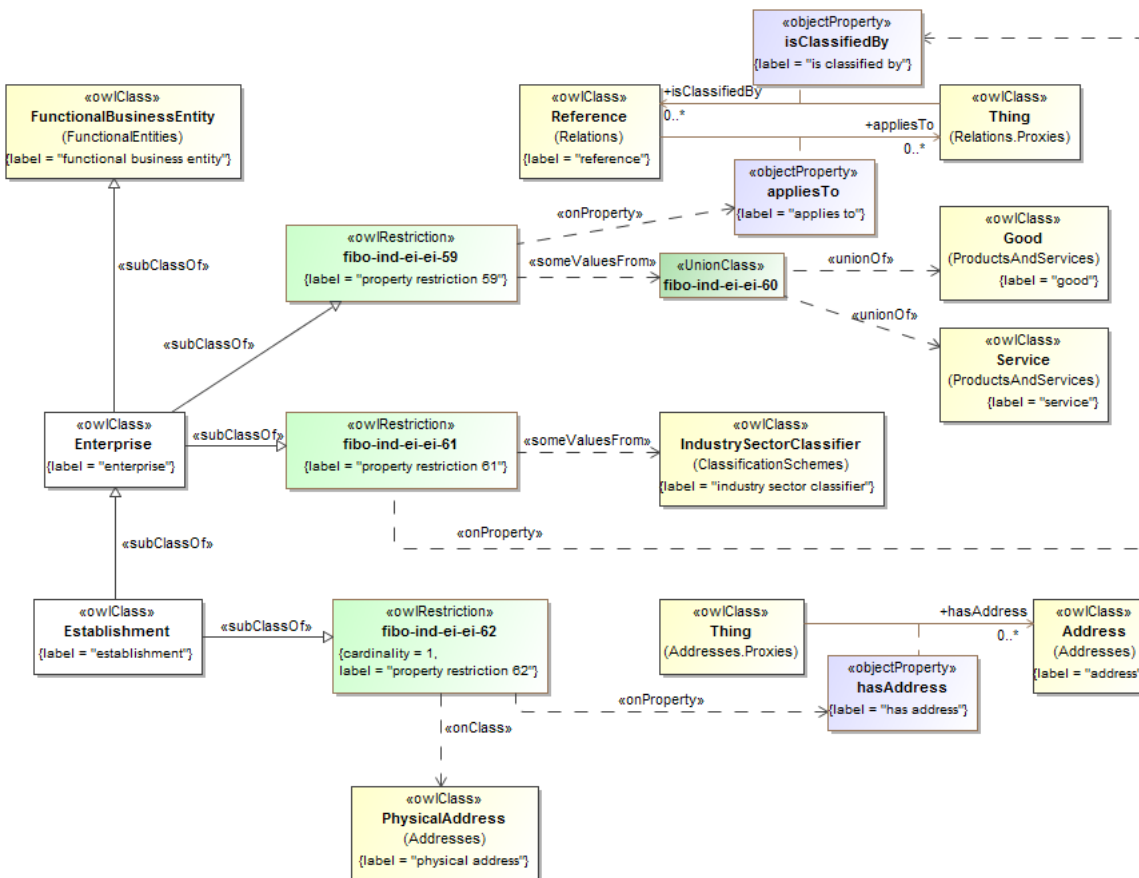 «objectProperty»
isClassifiedBy
{label = "is classified by"}
«owlClass»
FunctionalBusinessEntity
(FunctionalEntities)
{label = "functional business entity"}
«owlClass»
Reference
(Relations)
{label = "reference"}
+isClassifiedBy
0..*
+appliesTo
0..*
«owlClass»
Thing
(Relations.Proxies)
«objectProperty»
appliesTo
{label = "applies to"}
«onProperty»
«subClassOf»
«owlRestriction»
fibo-ind-ei-ei-59
{label = "property restriction 59"}
«someValuesFrom»
«UnionClass»
fibo-ind-ei-ei-60
«unionOf»
«owlClass»
Good
(ProductsAndServices)
{label = "good"}
«unionOf»
«owlClass»
Service
(ProductsAndServices)
{label = "service"}
«subClassOf»
«owlClass»
Enterprise
{label = "enterprise"}
«subClassOf»
«owlRestriction»
fibo-ind-ei-ei-61
{label = "property restriction 61"}
«someValuesFrom»
«owlClass»
IndustrySectorClassifier
(ClassificationSchemes)
{label = "industry sector classifier"}
«onProperty»
«subClassOf»
«owlClass»
Establishment
{label = "establishment"}
«subClassOf»
«owlRestriction»
fibo-ind-ei-ei-62
{cardinality = 1,
label = "property restriction 62"}
«owlClass»
Thing
(Addresses.Proxies)
+hasAddress
0..*
«owlClass»
Address
(Addresses)
{label = "address"
«objectProperty»
hasAddress
{label = "has address"}
«onProperty»
«onClass»
«owlClass»
PhysicalAddress
(Addresses)
{label = "physical address"}